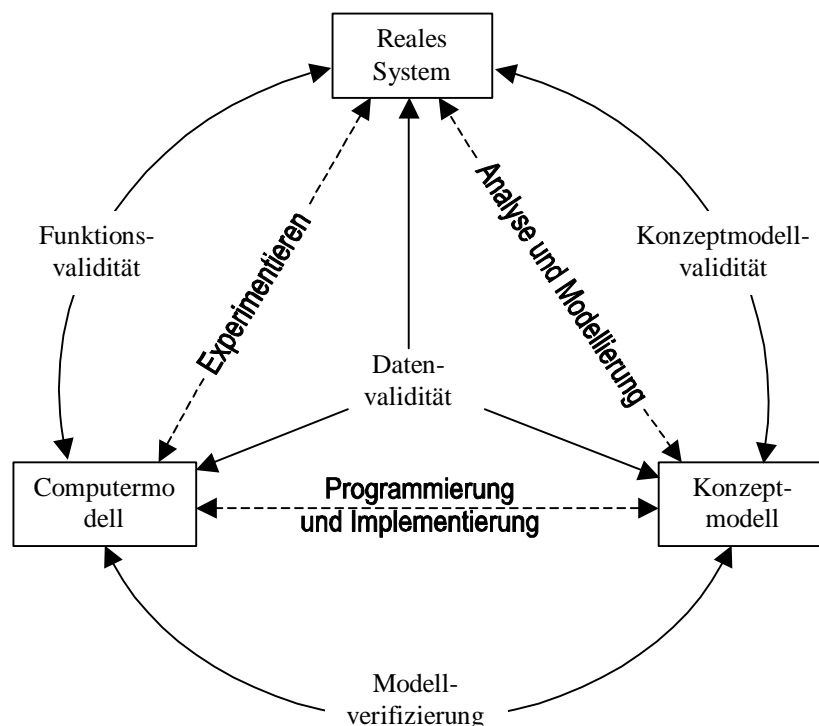 Reales
System
Funktions-
validität
Experimentieren
Analyse und Modellierung
Konzeptmodell-
validität
Daten-
validität
Computermo
dell
Programmierung
und Implementierung
Konzept-
modell
Modell-
verifizierung